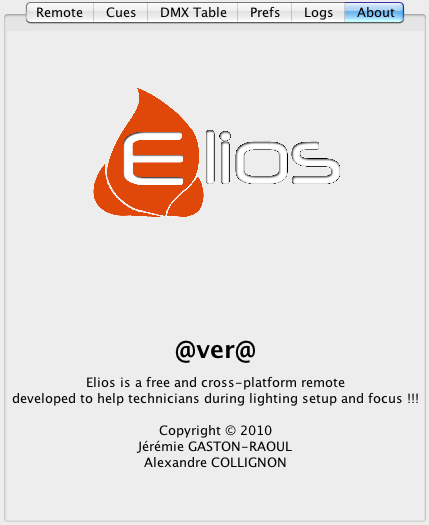 Remote Cues DMX Table Prefs Logs About
Elios
@ver@
Elios is a free and cross-platform remote
developed to help technicians during lighting setup and focus !!!
Copyright © 2010
Jérémie GASTON-RAOUL
Alexandre COLLIGNON